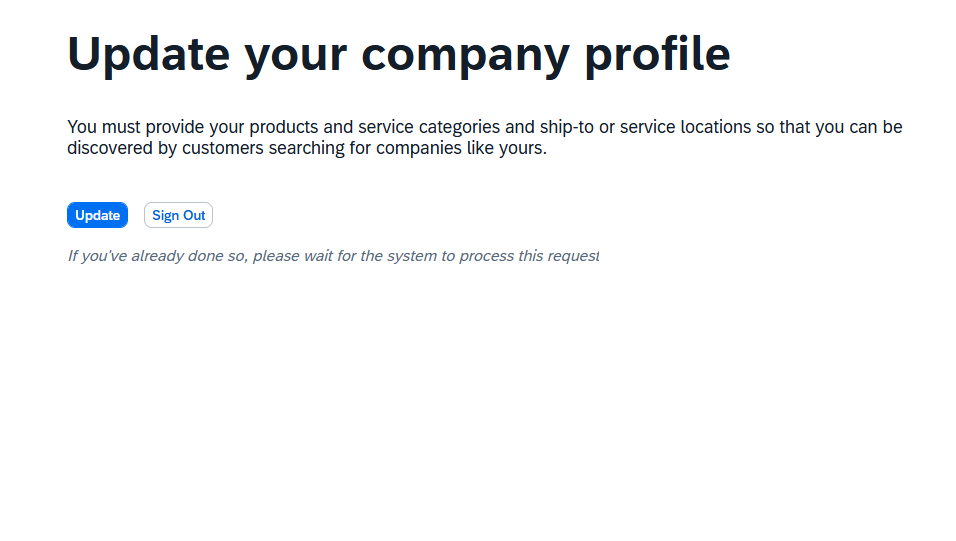 Update your company profile
You must provide your products and service categories and ship-to or service locations so that you can be
discovered by customers searching for companies like yours.
Update Sign Out
If you've already done so, please wait for the system to process this request